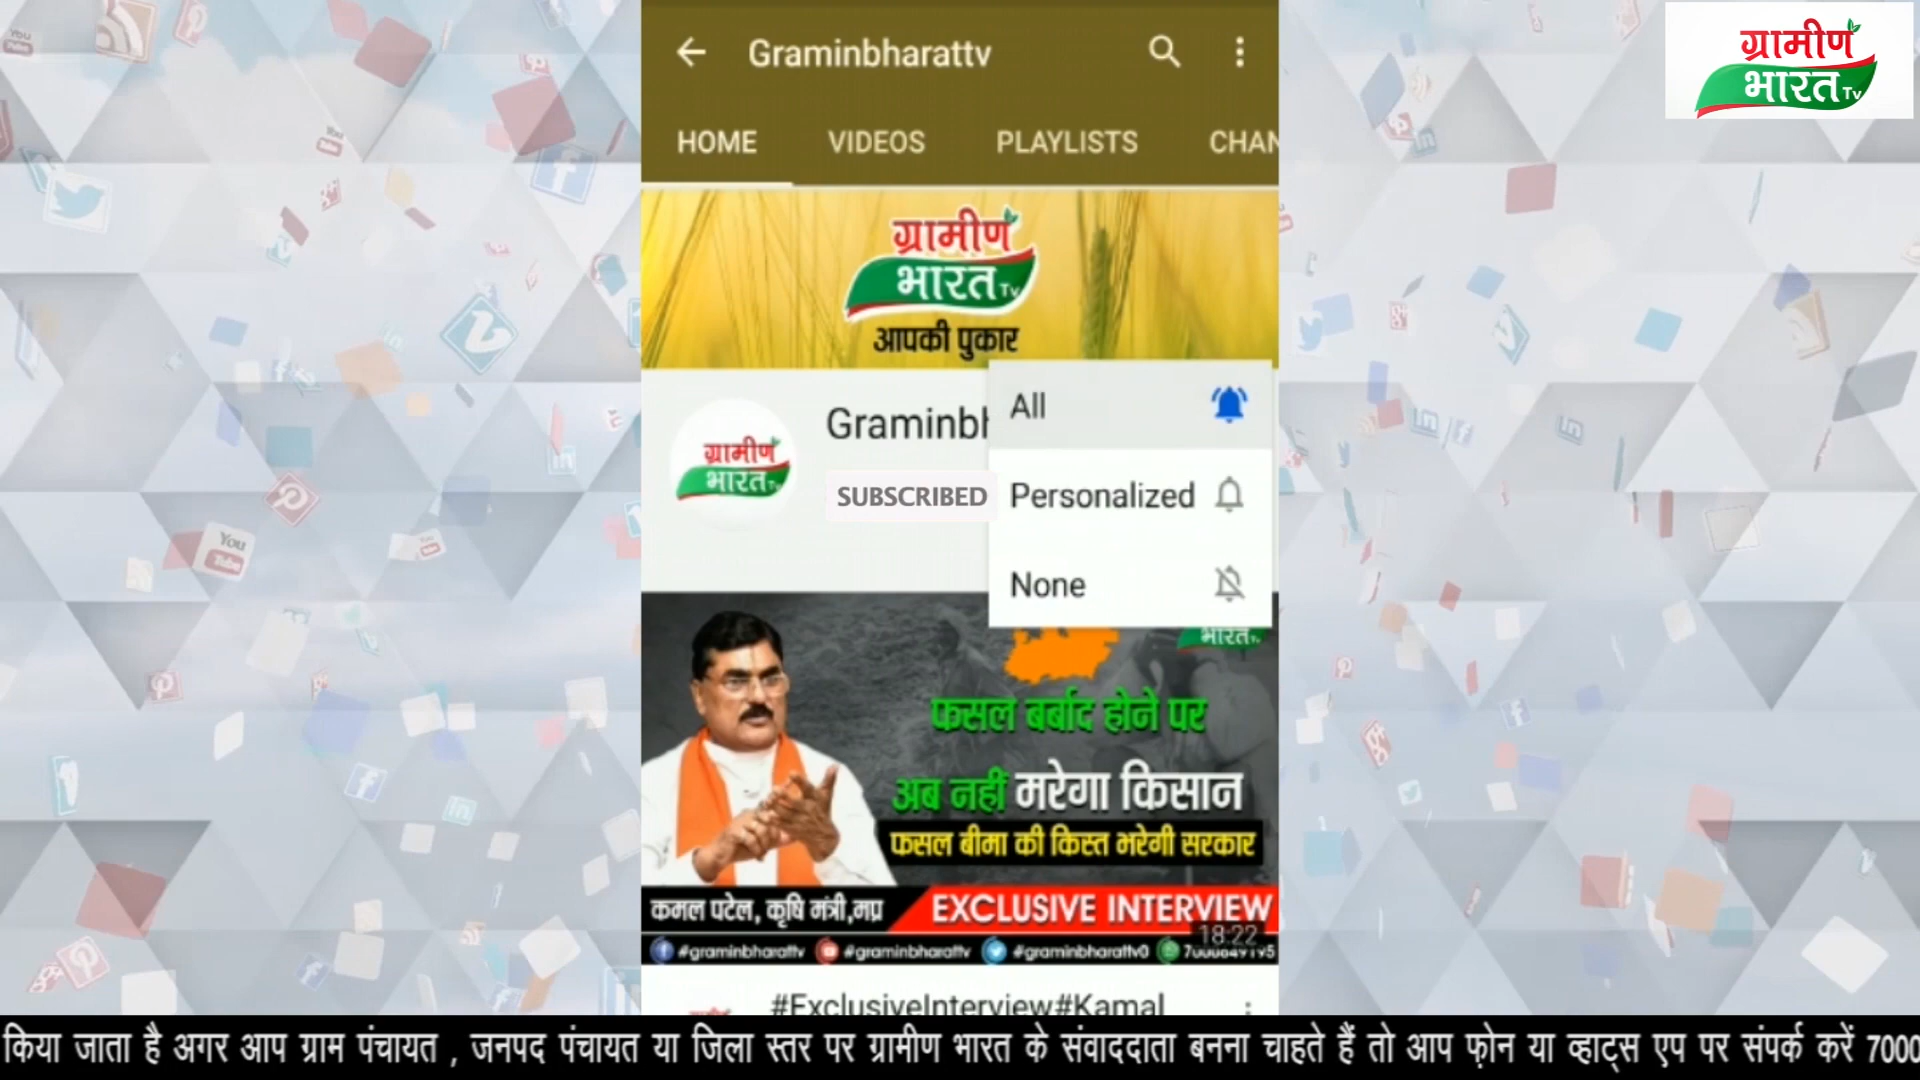 Graminbharattv
ग्रामीण
भारत Tv
HOME VIDEOS PLAYLISTS CHAN
ग्रामीण
भारत Tv
आपकी पुकार
Graminbh
All
ग्रामीण
भारत Tv
SUBSCRIBED
Personalized
None
भारत
फसल बर्बाद होने पर
अब नहीं मरेगा किसान
फसल बीमा की किस्त भरेगी सरकार
कमल पटेल, कृषि मंत्री,मप्र
EXCLUSIVE INTERVIEW
18:22
#graminbharattv #graminbharattv #graminbharattv0
#ExclusiveInterview#Kamal
किया जाता है अगर आप ग्राम पंचायत , जनपद पंचायत या जिला स्तर पर ग्रामीण भारत के संवाददाता बनना चाहते हैं तो आप फ़ोन या व्हाट्स एप पर संपर्क करें 7000